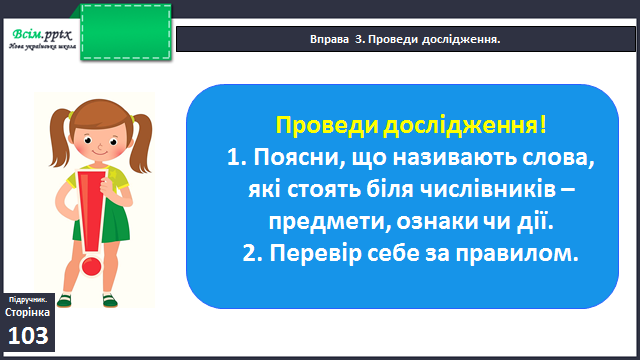 Всім.pptx
Нова українська школа
Вправа 3. Проведи дослідження.
Проведи дослідження!
1. Поясни, що називають слова,
які стоять біля числівників –
предмети, ознаки чи дії.
2. Перевір себе за правилом.
Підручник.
Сторінка
103